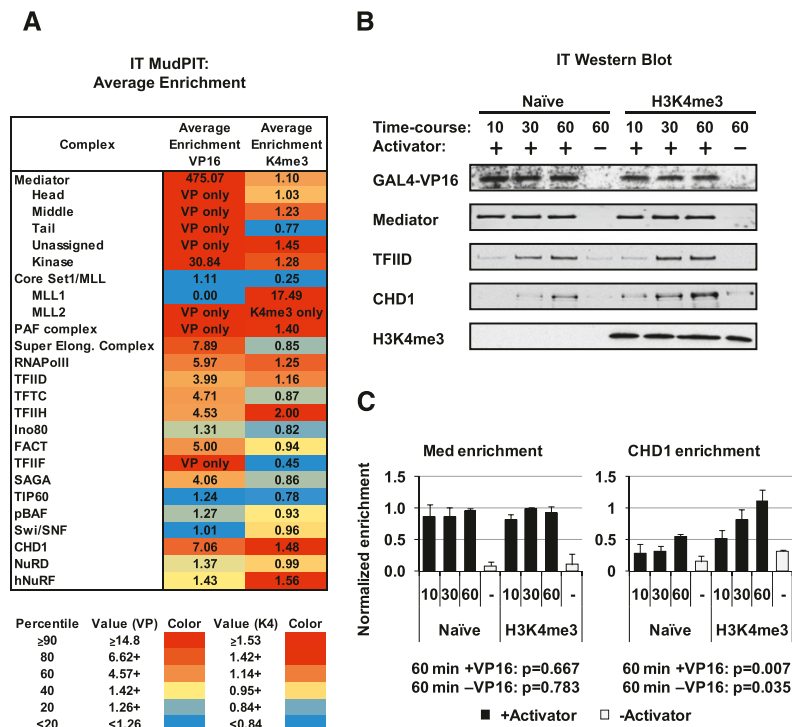 A
IT MudPIT:
Average Enrichment
Complex
Average Enrichment VP16
Average Enrichment K4me3
Mediator 475.07 1.10
Head VP only 1.03
Middle VP only 1.23
Tail VP only 0.77
Unassigned VP only 1.45
Kinase 30.84 1.28
Core Set1/MLL 1.11 0.25
MLL1 0.00 17.49
MLL2 VP only K4me3 only
PAF complex VP only 1.40
Super Elong. Complex 7.89 0.85
RNAPolII 5.97 1.25
TFIID 3.99 1.16
TFTC 4.71 0.87
TFIIH 4.53 2.00
Ino80 1.31 0.82
FACT 5.00 0.94
TFIIF VP only 0.45
SAGA 4.06 0.86
TIP60 1.24 0.78
pBAF 1.27 0.93
Swi/SNF 1.01 0.96
CHD1 7.06 1.48
NuRD 1.37 0.99
hNuRF 1.43 1.56
Percentile Value (VP) Color Value (K4) Color
≥90 ≥14.8 ≥1.53
80 6.62+ 1.42+
60 4.57+ 1.14+
40 1.42+ 0.95+
20 1.26+ 0.84+
<20 <1.26 <0.84
B
IT Western Blot
Naïve H3K4me3
Time-course: 10 30 60 60 10 30 60 60
Activator: + + + − + + + −
GAL4-VP16
Mediator
TFIID
CHD1
H3K4me3
C
Med enrichment
Normalized enrichment
1.5
1.0
0.5
0.0
10 30 60 - 10 30 60 -
Naïve H3K4me3
60 min +VP16: p=0.667
60 min –VP16: p=0.783
CHD1 enrichment
1.5
1.0
0.5
0
10 30 60 - 10 30 60 -
Naïve H3K4me3
60 min +VP16: p=0.007
60 min –VP16: p=0.035
+Activator -Activator